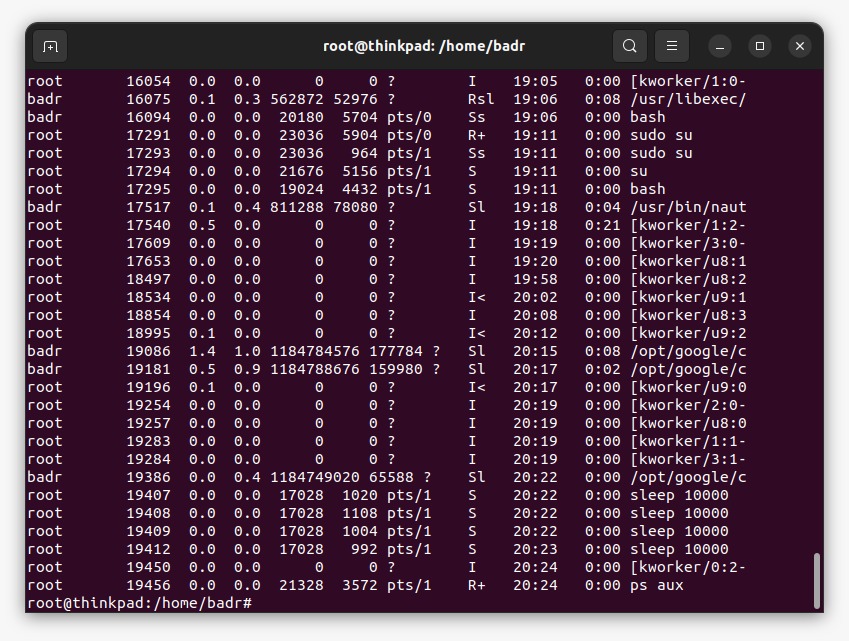 root@thinkpad: /home/badr
root 16054 0.0 0.0 0 0 ? I 19:05 0:00 [kworker/1:0-
badr 16075 0.1 0.3 562872 52976 ? Rsl 19:06 0:08 /usr/libexec/
badr 16094 0.0 0.0 20180 5704 pts/0 Ss 19:06 0:00 bash
root 17291 0.0 0.0 23036 5904 pts/0 R+ 19:11 0:00 sudo su
root 17293 0.0 0.0 23036 964 pts/1 Ss 19:11 0:00 sudo su
root 17294 0.0 0.0 21676 5156 pts/1 S 19:11 0:00 su
root 17295 0.0 0.0 19024 4432 pts/1 S 19:11 0:00 bash
badr 17517 0.1 0.4 811288 78080 ? Sl 19:18 0:04 /usr/bin/naut
root 17540 0.5 0.0 0 0 ? I 19:18 0:21 [kworker/1:2-
root 17609 0.0 0.0 0 0 ? I 19:19 0:00 [kworker/3:0-
root 17653 0.0 0.0 0 0 ? I 19:20 0:00 [kworker/u8:1
root 18497 0.0 0.0 0 0 ? I 19:58 0:00 [kworker/u8:2
root 18534 0.0 0.0 0 0 ? I< 20:02 0:00 [kworker/u9:1
root 18854 0.0 0.0 0 0 ? I 20:08 0:00 [kworker/u8:3
root 18995 0.1 0.0 0 0 ? I< 20:12 0:00 [kworker/u9:2
badr 19086 1.4 1.0 1184784576 177784 ? Sl 20:15 0:08 /opt/google/c
badr 19181 0.5 0.9 1184788676 159980 ? Sl 20:17 0:02 /opt/google/c
root 19196 0.1 0.0 0 0 ? I< 20:17 0:00 [kworker/u9:0
root 19254 0.0 0.0 0 0 ? I 20:19 0:00 [kworker/2:0-
root 19257 0.0 0.0 0 0 ? I 20:19 0:00 [kworker/u8:0
root 19283 0.0 0.0 0 0 ? I 20:19 0:00 [kworker/1:1-
root 19284 0.0 0.0 0 0 ? I 20:19 0:00 [kworker/3:1-
badr 19386 0.0 0.4 1184749020 65588 ? Sl 20:22 0:00 /opt/google/c
root 19407 0.0 0.0 17028 1020 pts/1 S 20:22 0:00 sleep 10000
root 19408 0.0 0.0 17028 1108 pts/1 S 20:22 0:00 sleep 10000
root 19409 0.0 0.0 17028 1004 pts/1 S 20:22 0:00 sleep 10000
root 19412 0.0 0.0 17028 992 pts/1 S 20:23 0:00 sleep 10000
root 19450 0.0 0.0 0 0 ? I 20:24 0:00 [kworker/0:2-
root 19456 0.0 0.0 21328 3572 pts/1 R+ 20:24 0:00 ps aux
root@thinkpad:/home/badr#